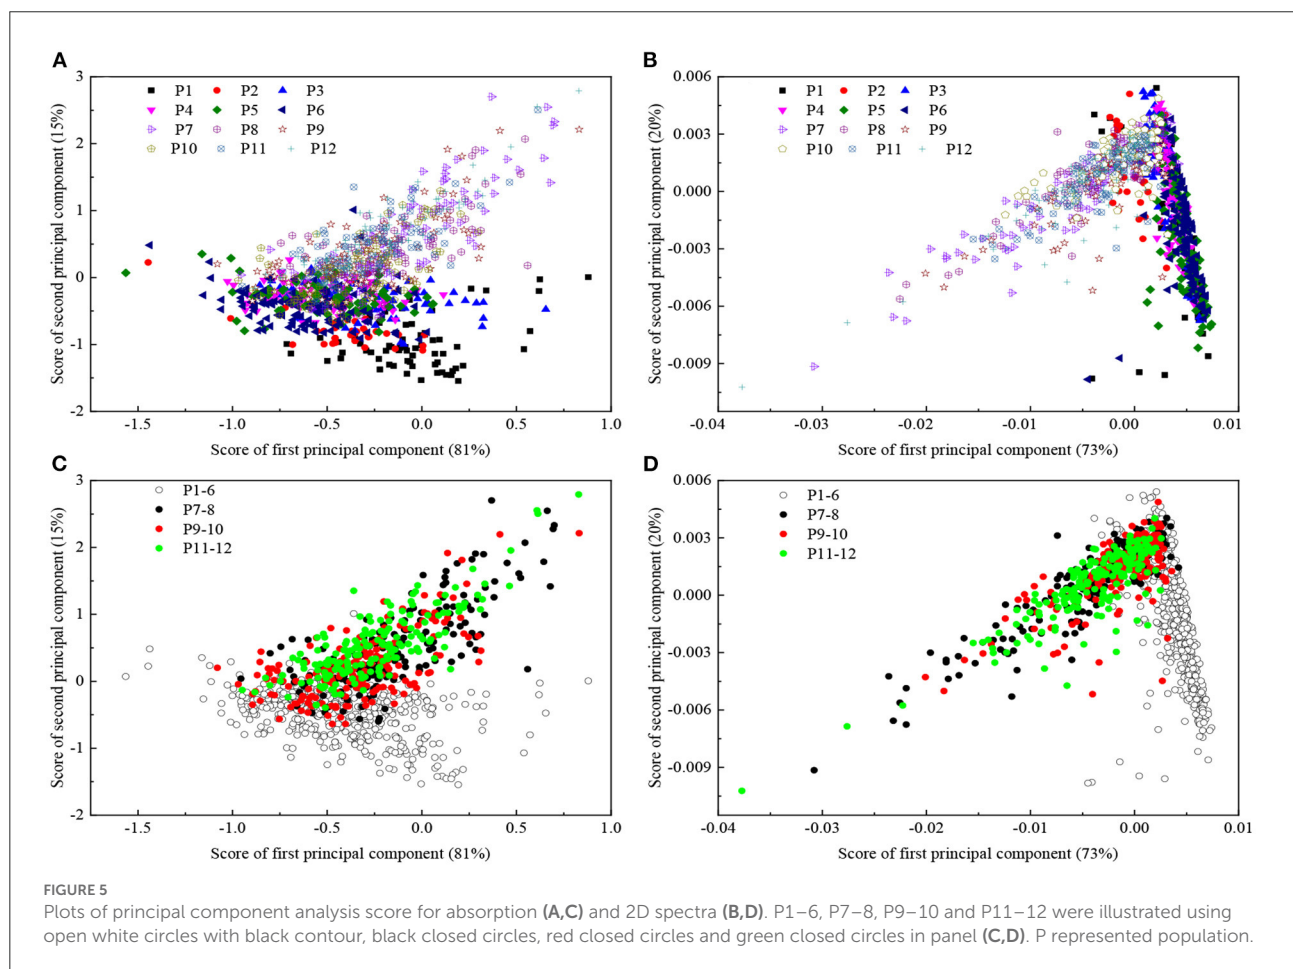 A
3
2
1
0
-1
-2
Score of second principal component (15%)
P1 P2 P3
P4 P5 P6
P7 P8 P9
P10 P11 P12
-1.5 -1.0 -0.5 0.0 0.5 1.0
Score of first principal component (81%)
B
0.006
0.003
0.000
-0.003
-0.006
-0.009
Score of second principal component (20%)
P1 P2 P3
P4 P5 P6
P7 P8 P9
P10 P11 P12
-0.04 -0.03 -0.02 -0.01 0.00 0.01
Score of first principal component (73%)
C
3
2
1
0
-1
-2
Score of second principal component (15%)
P1-6
P7-8
P9-10
P11-12
-1.5 -1.0 -0.5 0.0 0.5 1.0
Score of first principal component (81%)
D
0.006
0.003
0.000
-0.003
-0.006
-0.009
Score of second principal component (20%)
P1-6
P7-8
P9-10
P11-12
-0.04 -0.03 -0.02 -0.01 0.00 0.01
Score of first principal component (73%)
FIGURE 5
Plots of principal component analysis score for absorption (A,C) and 2D spectra (B,D). P1–6, P7–8, P9–10 and P11–12 were illustrated using
open white circles with black contour, black closed circles, red closed circles and green closed circles in panel (C,D). P represented population.